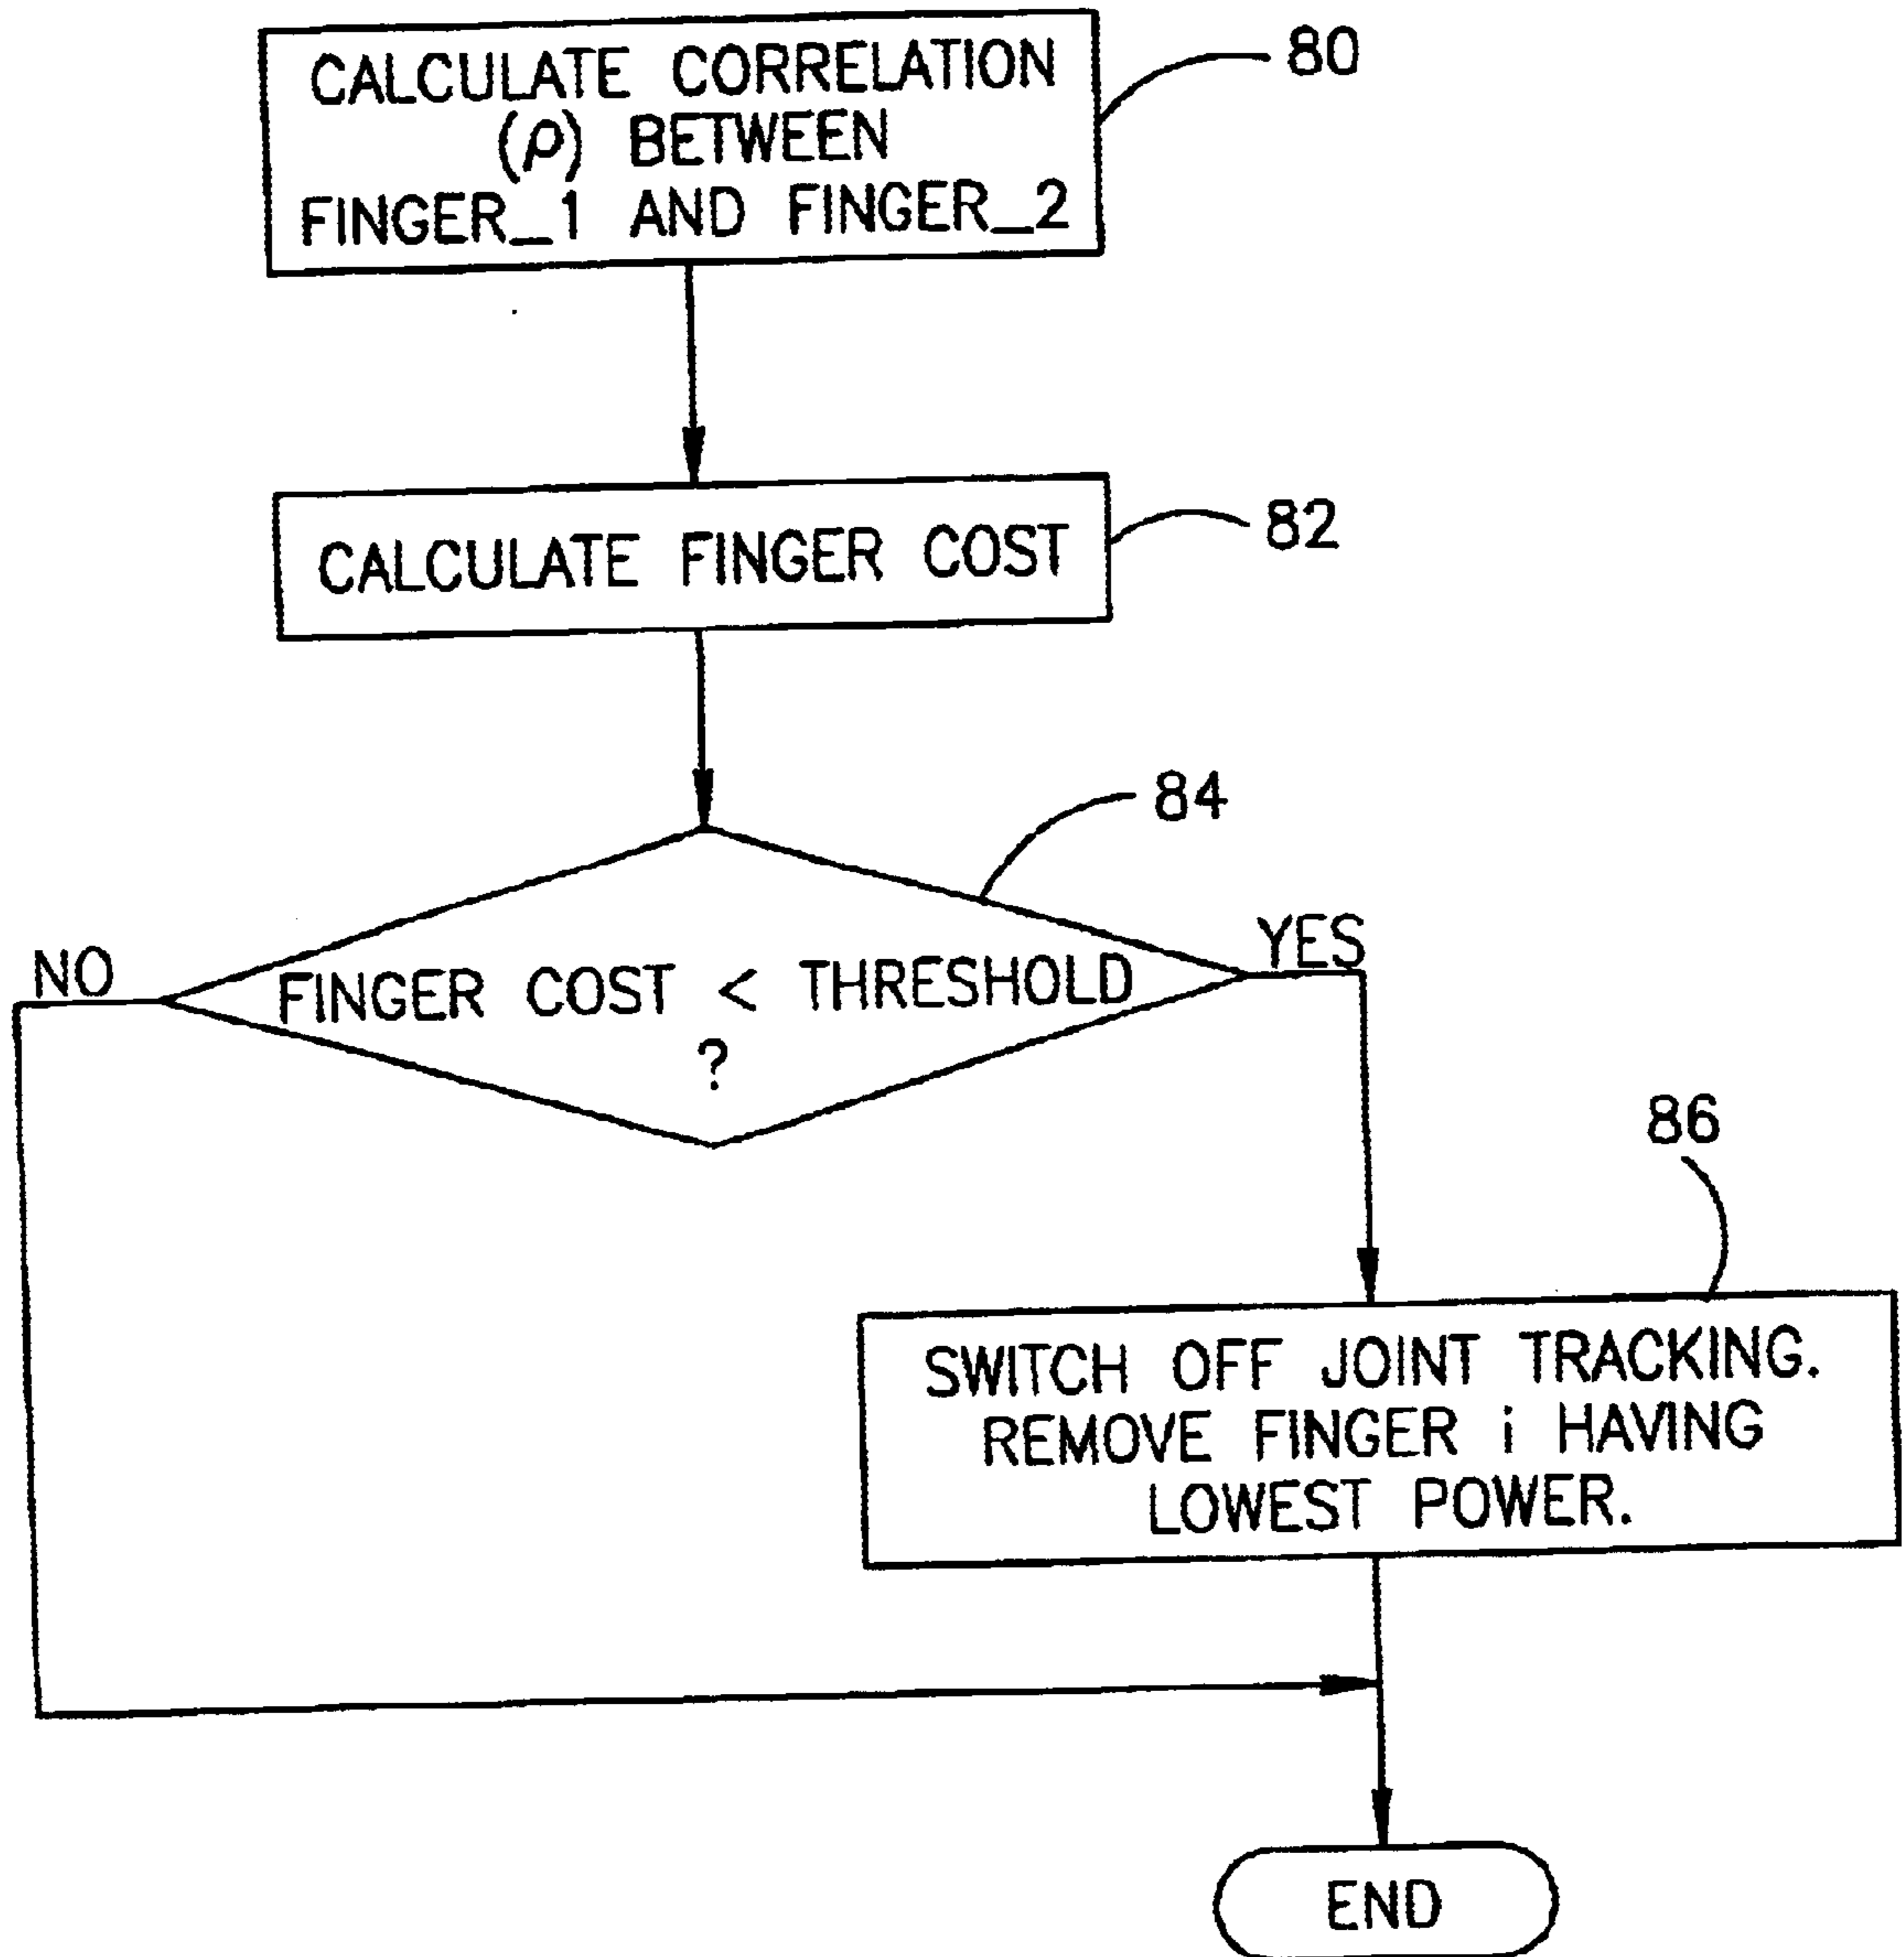 CALCULATE CORRELATION
(ρ) BETWEEN
FINGER_1 AND FINGER_2
80
CALCULATE FINGER COST
82
84
NO
YES
FINGER COST < THRESHOLD
?
86
SWITCH OFF JOINT TRACKING.
REMOVE FINGER i HAVING
LOWEST POWER.
END